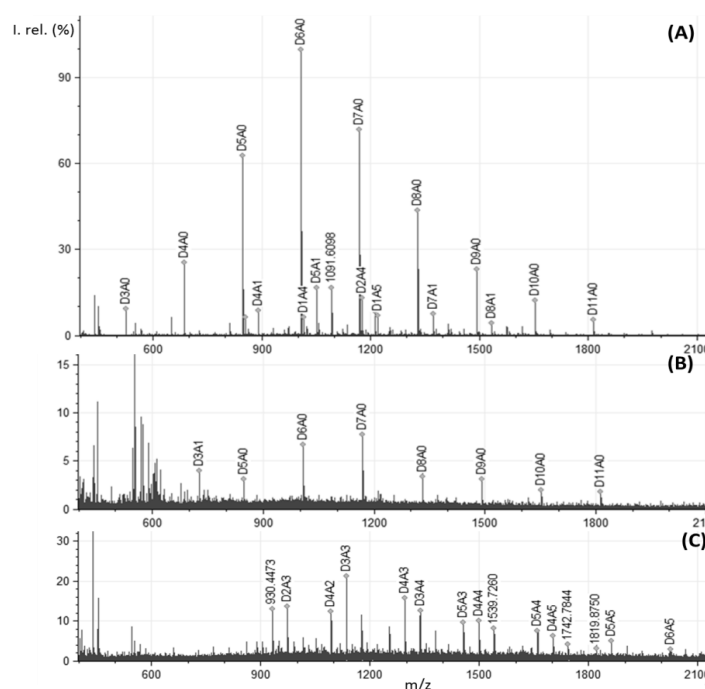 I. rel. (%)
(A)
90
60
30
0
D3A0
D4A0
D5A0
D4A1
D6A0
D1A4
D5A1
1091.6098
D7A0
D2A4
D1A5
D8A0
D7A1
D9A0
D8A1
D10A0
D11A0
600
900
1200
1500
1800
2100
(B)
15
10
5
0
D3A1
D5A0
D6A0
D7A0
D8A0
D9A0
D10A0
D11A0
600
900
1200
1500
1800
2100
(C)
30
20
10
0
930.4473
D2A3
D4A2
D3A3
D4A3
D3A4
D5A3
D4A4
1539.7260
D5A4
D4A5
1742.7844
1819.8750
D5A5
D6A5
600
900
1200
1500
1800
2100
m/z